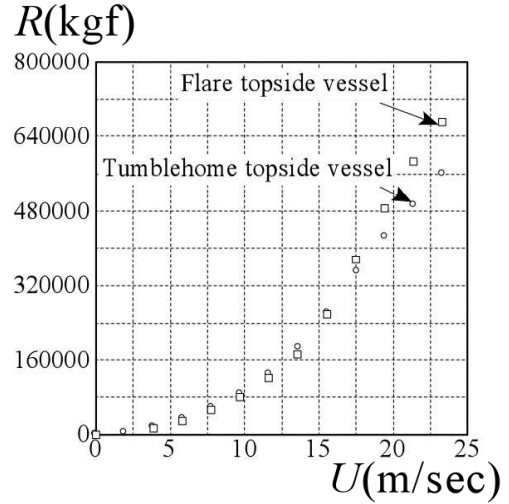 R(kgf)
800000
Flare topside vessel
640000
Tumblehome topside vessel
480000
320000
160000
0
0 5 10 15 20 25
U(m/sec)